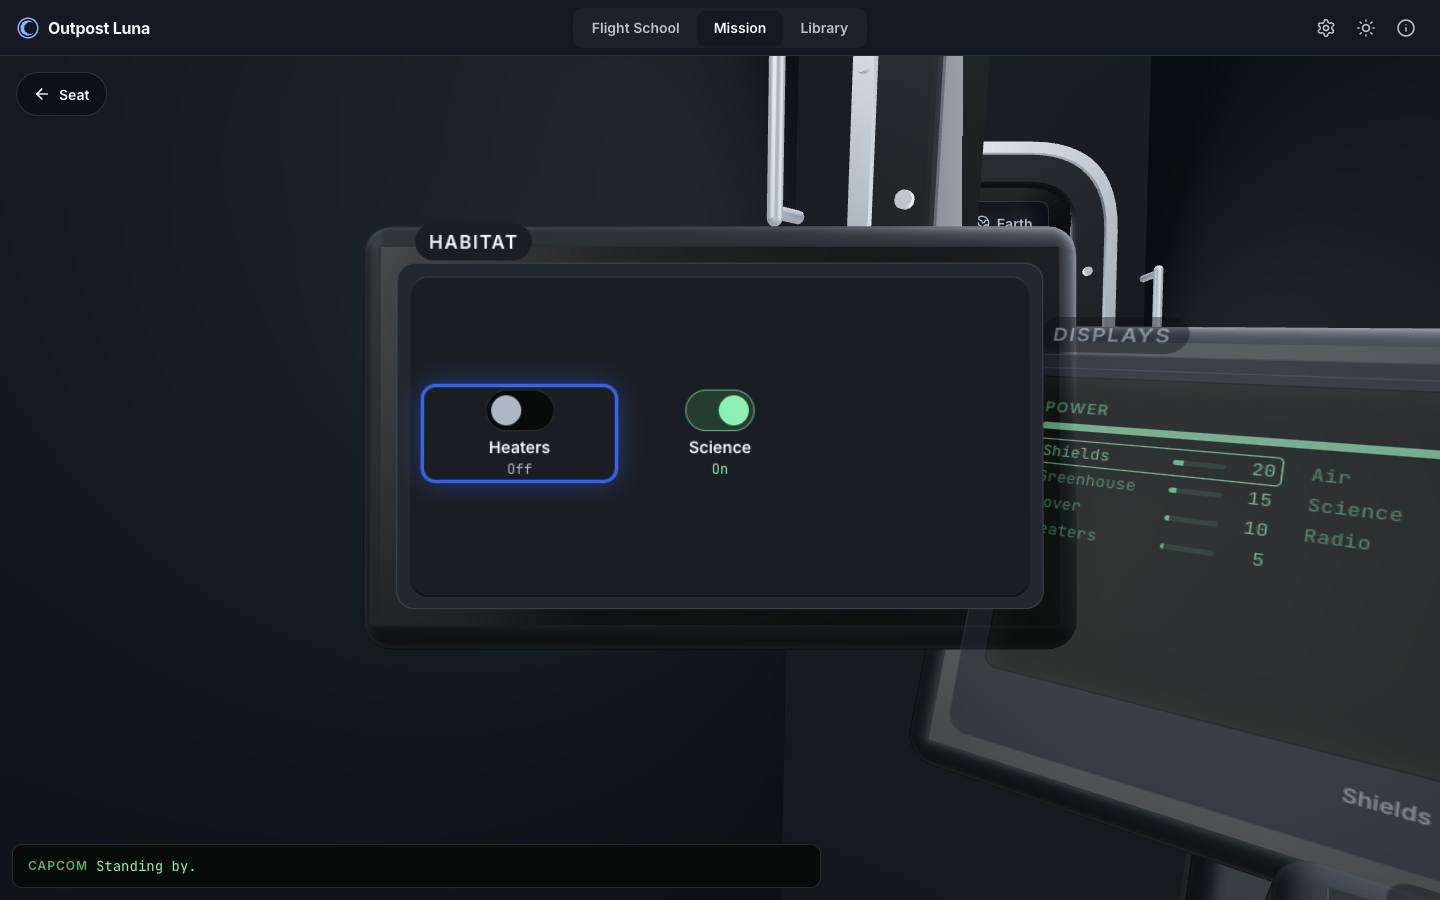 Outpost Luna
Flight School
Mission
Library
Seat
Earth
HABITAT
DISPLAYS
Heaters
Off
Science
On
POWER
Shields 20
15
10
5
Air
Science
Radio
Shields
CAPCOM Standing by.